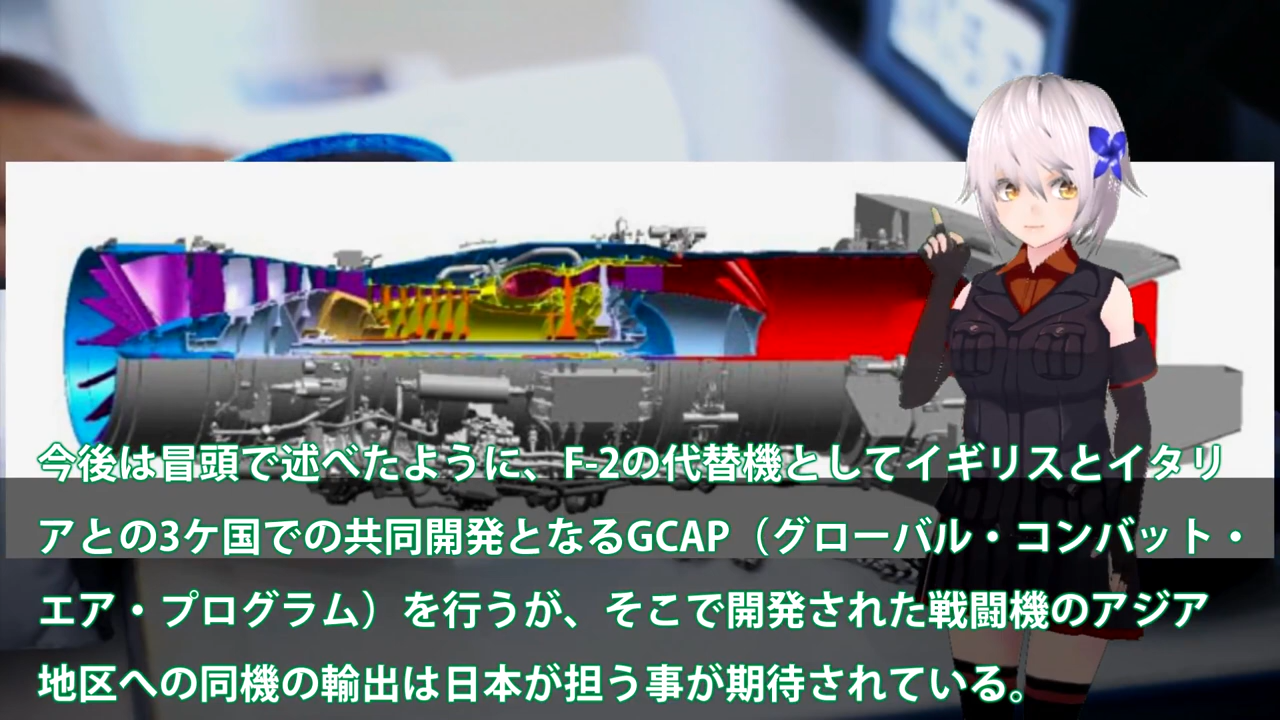 今後は冒頭で述べたように、F-2の代替機としてイギリスとイタリ
アとの3ケ国での共同開発となるGCAP（グローバル・コンバット・
エア・プログラム）を行うが、そこで開発された戦闘機のアジア
地区への同機の輸出は日本が担う事が期待されている。